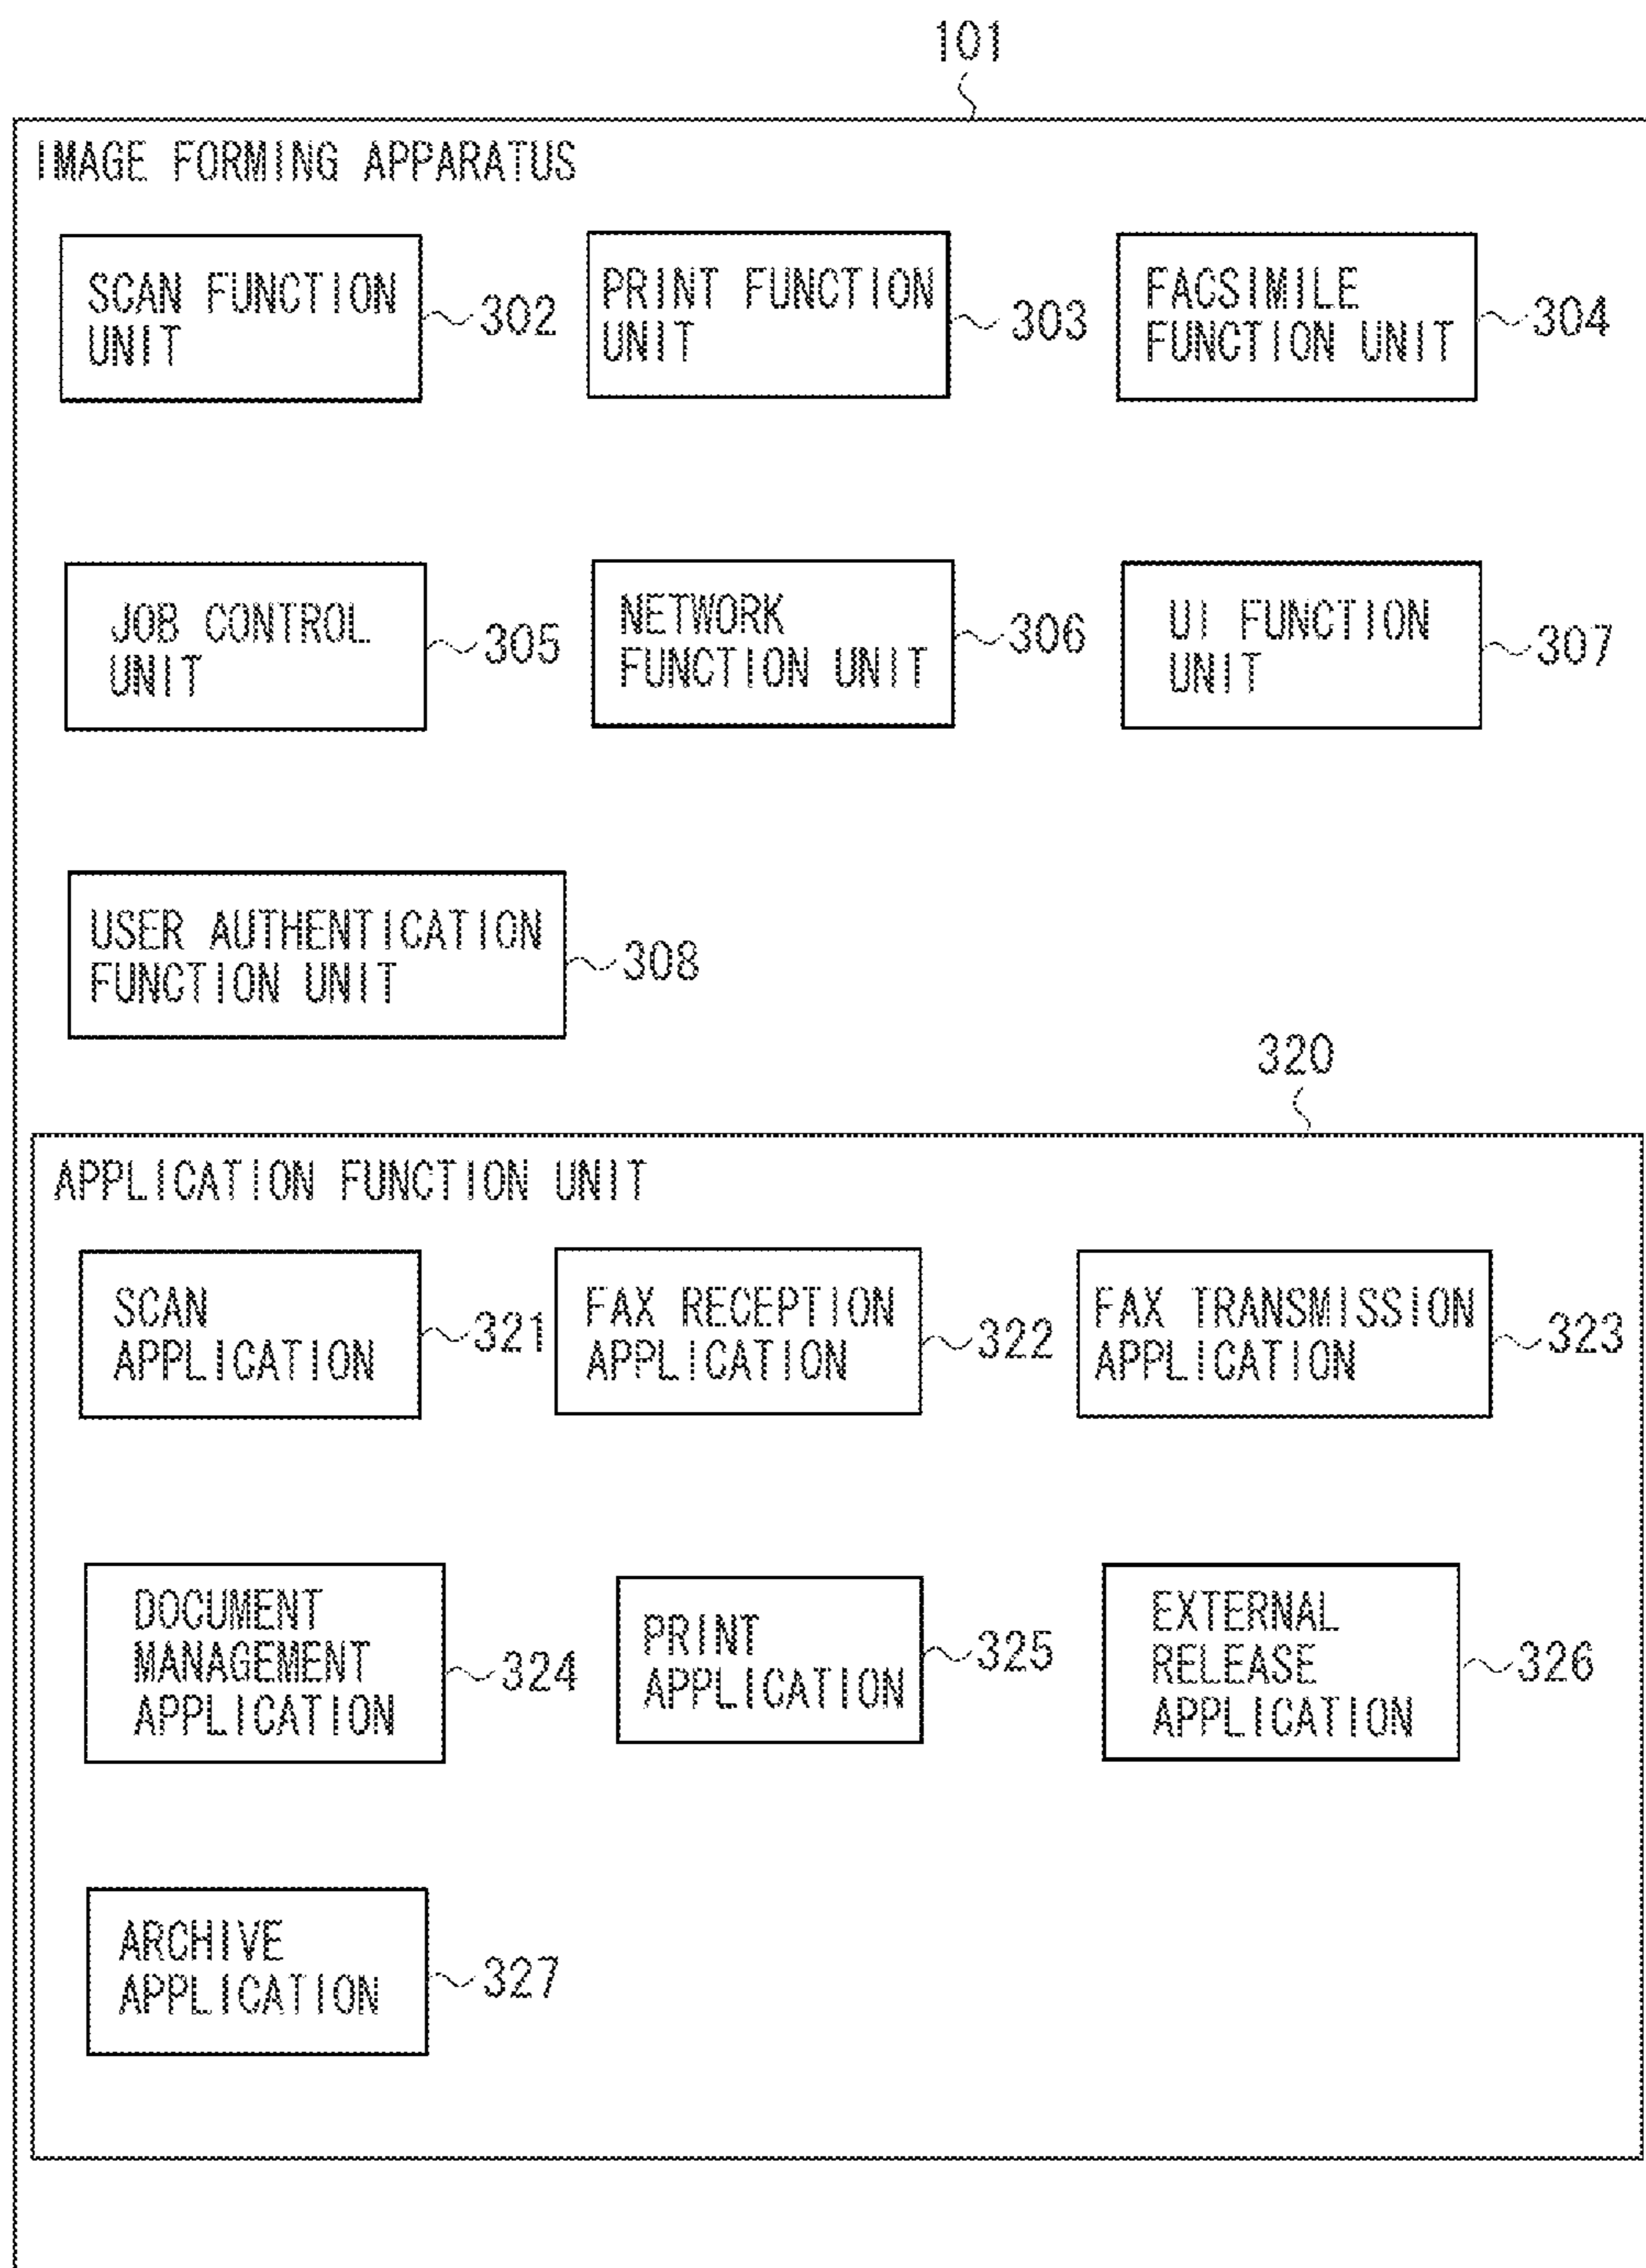 101
IMAGE FORMING APPARATUS
SCAN FUNCTION
UNIT
302
PRINT FUNCTION
UNIT
303
FACSIMILE
FUNCTION UNIT
304
JOB CONTROL
UNIT
305
NETWORK
FUNCTION UNIT
306
UI FUNCTION
UNIT
307
USER AUTHENTICATION
FUNCTION UNIT
308
320
APPLICATION FUNCTION UNIT
SCAN
APPLICATION
321
FAX RECEPTION
APPLICATION
322
FAX TRANSMISSION
APPLICATION
323
DOCUMENT
MANAGEMENT
APPLICATION
324
PRINT
APPLICATION
325
EXTERNAL
RELEASE
APPLICATION
326
ARCHIVE
APPLICATION
327